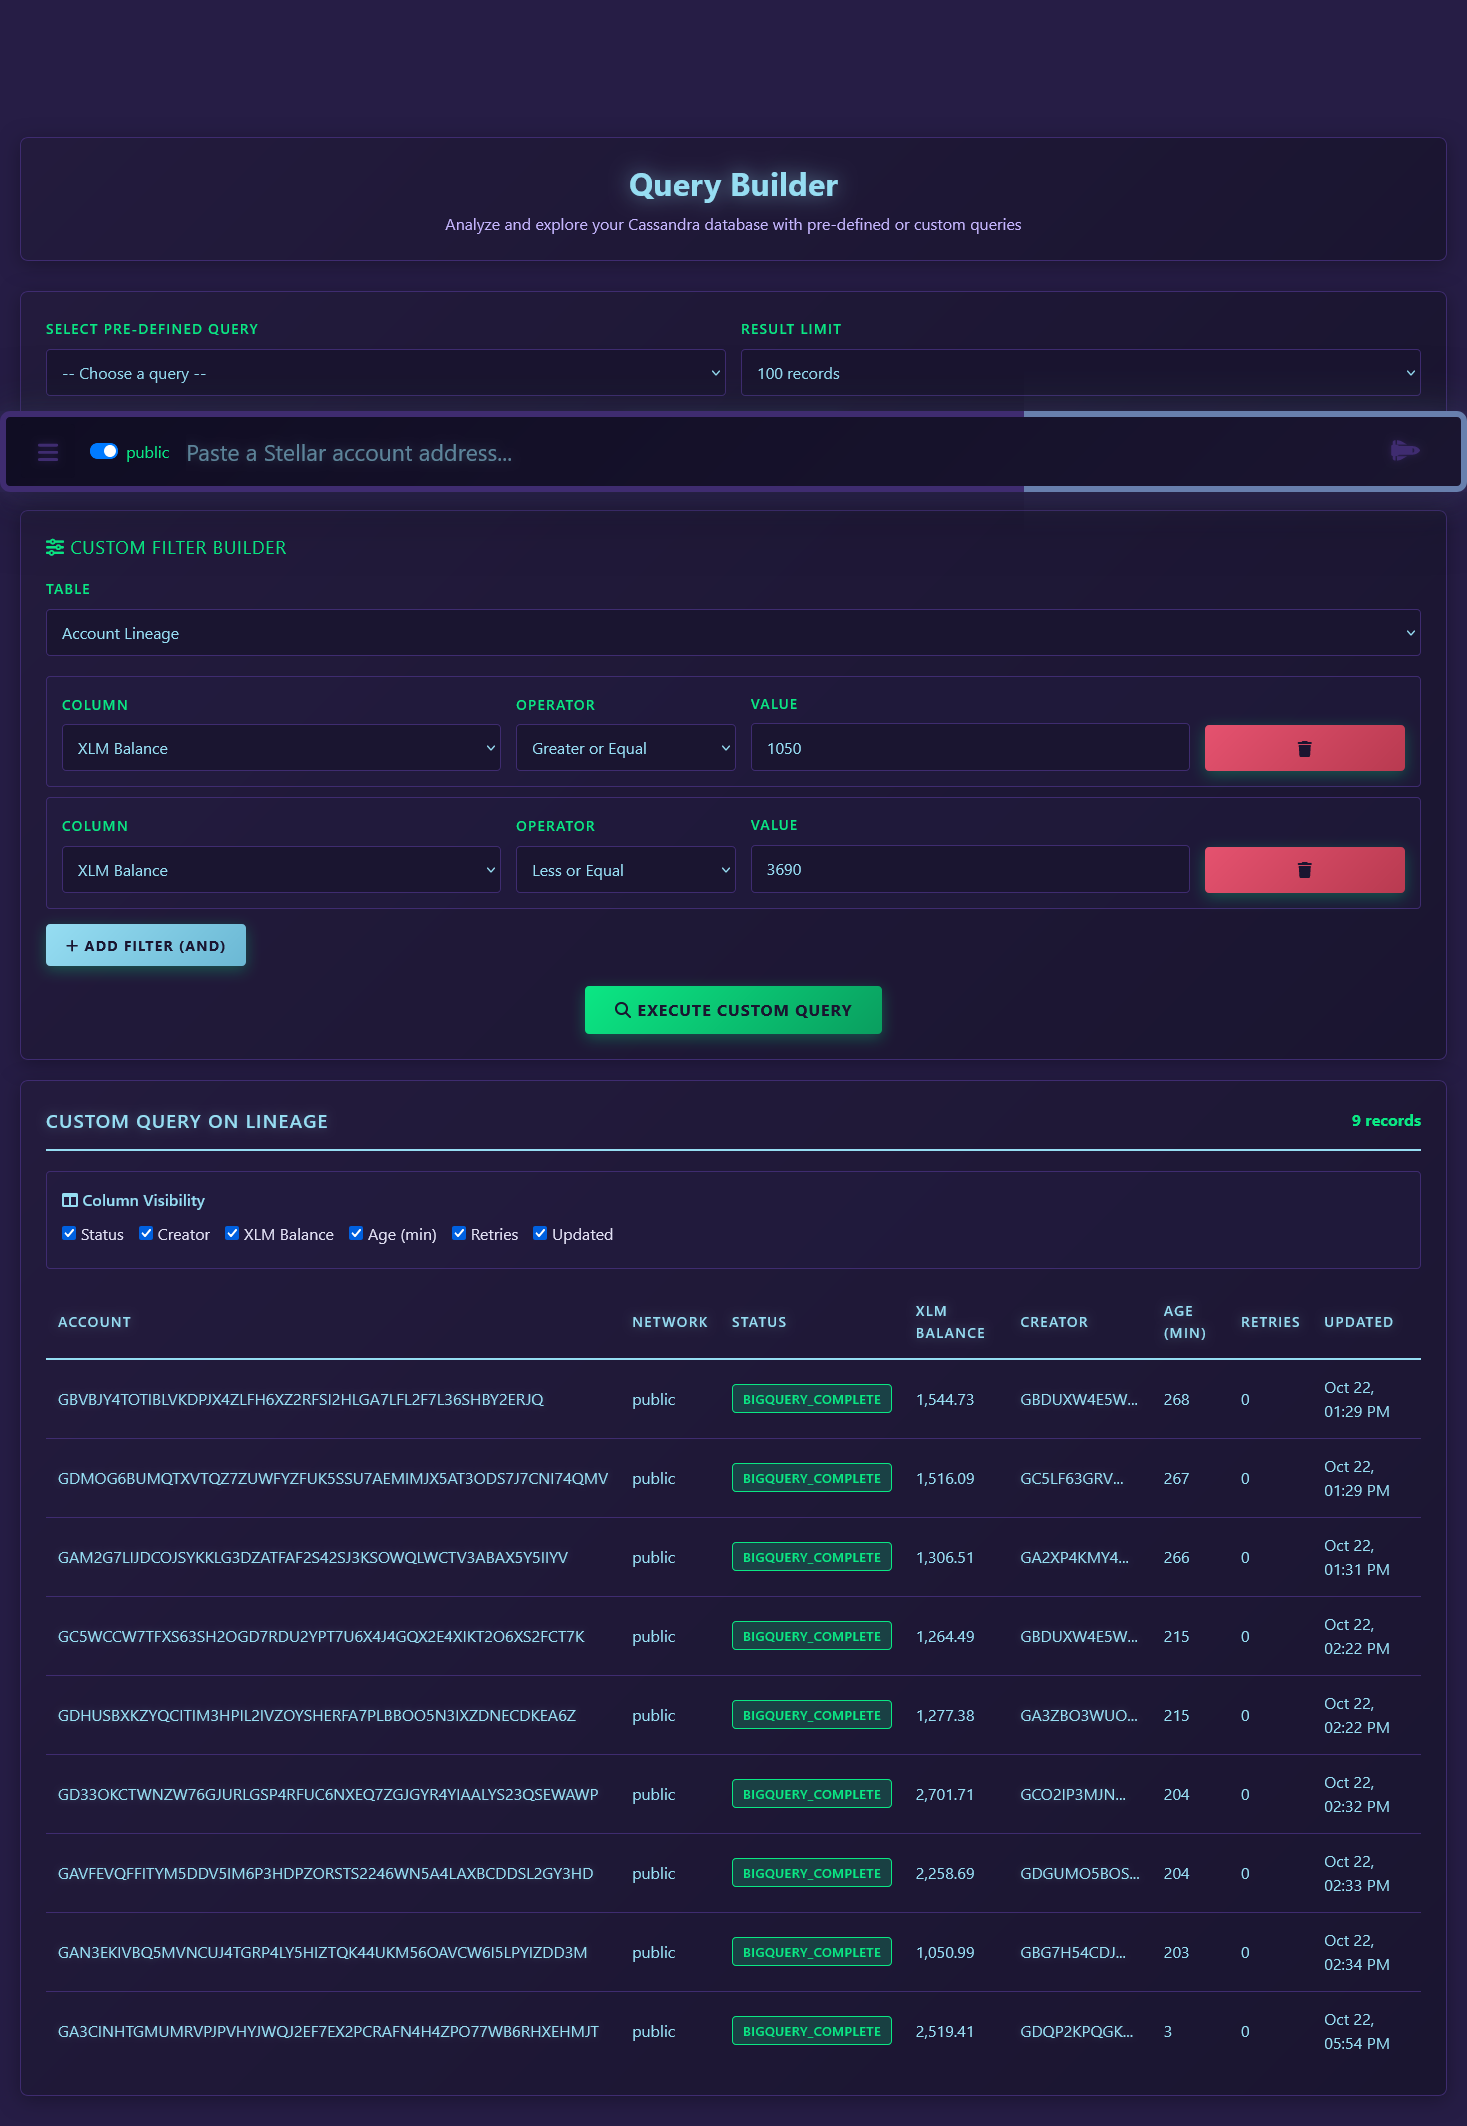 Query Builder
Analyze and explore your Cassandra database with pre-defined or custom queries
SELECT PRE-DEFINED QUERY
RESULT LIMIT
-- Choose a query --
100 records
public
Paste a Stellar account address...
CUSTOM FILTER BUILDER
TABLE
Account Lineage
COLUMN OPERATOR VALUE
XLM Balance Greater or Equal 1050
COLUMN OPERATOR VALUE
XLM Balance Less or Equal 3690
+ ADD FILTER (AND)
EXECUTE CUSTOM QUERY
CUSTOM QUERY ON LINEAGE
9 records
Column Visibility
Status Creator XLM Balance Age (min) Retries Updated
ACCOUNT NETWORK STATUS XLM BALANCE CREATOR AGE (MIN) RETRIES UPDATED
GBVBJY4TOTIBLVKDPJX4ZLFH6XZ2RFSI2HLGA7LFL2F7L36SHBY2ERJQ public BIGQUERY_COMPLETE 1,544.73 GBDUXW4E5W... 268 0 Oct 22, 01:29 PM
GDMOG6BUMQTXVTQZ7ZUWFYZFUK5SSU7AEMIMJX5AT3ODS7J7CNI74QMV public BIGQUERY_COMPLETE 1,516.09 GC5LF63GRV... 267 0 Oct 22, 01:29 PM
GAM2G7LIJDCOJSYKKLG3DZATFAF2S42SJ3KSOWQLWCTV3ABAX5Y5IIYV public BIGQUERY_COMPLETE 1,306.51 GA2XP4KMY4... 266 0 Oct 22, 01:31 PM
GC5WCCW7TFXS63SH2OGD7RDU2YPT7U6X4J4GQX2E4XIKT2O6XS2FCT7K public BIGQUERY_COMPLETE 1,264.49 GBDUXW4E5W... 215 0 Oct 22, 02:22 PM
GDHUSBXKZYQCITIM3HPIL2IVZOYSHERFA7PLBBOO5N3IXZDNECDKEA6Z public BIGQUERY_COMPLETE 1,277.38 GA3ZBO3WUO... 215 0 Oct 22, 02:22 PM
GD33OKCTWNZW76GJURLGSP4RFUC6NXEQ7ZGJGYR4YIAALYS23QSEWAWP public BIGQUERY_COMPLETE 2,701.71 GCO2IP3MJN... 204 0 Oct 22, 02:32 PM
GAVFEVQFFITYM5DDV5IM6P3HDPZORSTS2246WN5A4LAXBCDDSL2GY3HD public BIGQUERY_COMPLETE 2,258.69 GDGUMO5BOS... 204 0 Oct 22, 02:33 PM
GAN3EKIVBQ5MVNCUJ4TGRP4LY5HIZTQK44UKM56OAVCW6I5LPYIZDD3M public BIGQUERY_COMPLETE 1,050.99 GBG7H54CDJ... 203 0 Oct 22, 02:34 PM
GA3CINHTGMUMRVPJPVHYJWQJ2EF7EX2PCRAFN4H4ZPO77WB6RHXEHMJT public BIGQUERY_COMPLETE 2,519.41 GDQP2KPQGK... 3 0 Oct 22, 05:54 PM